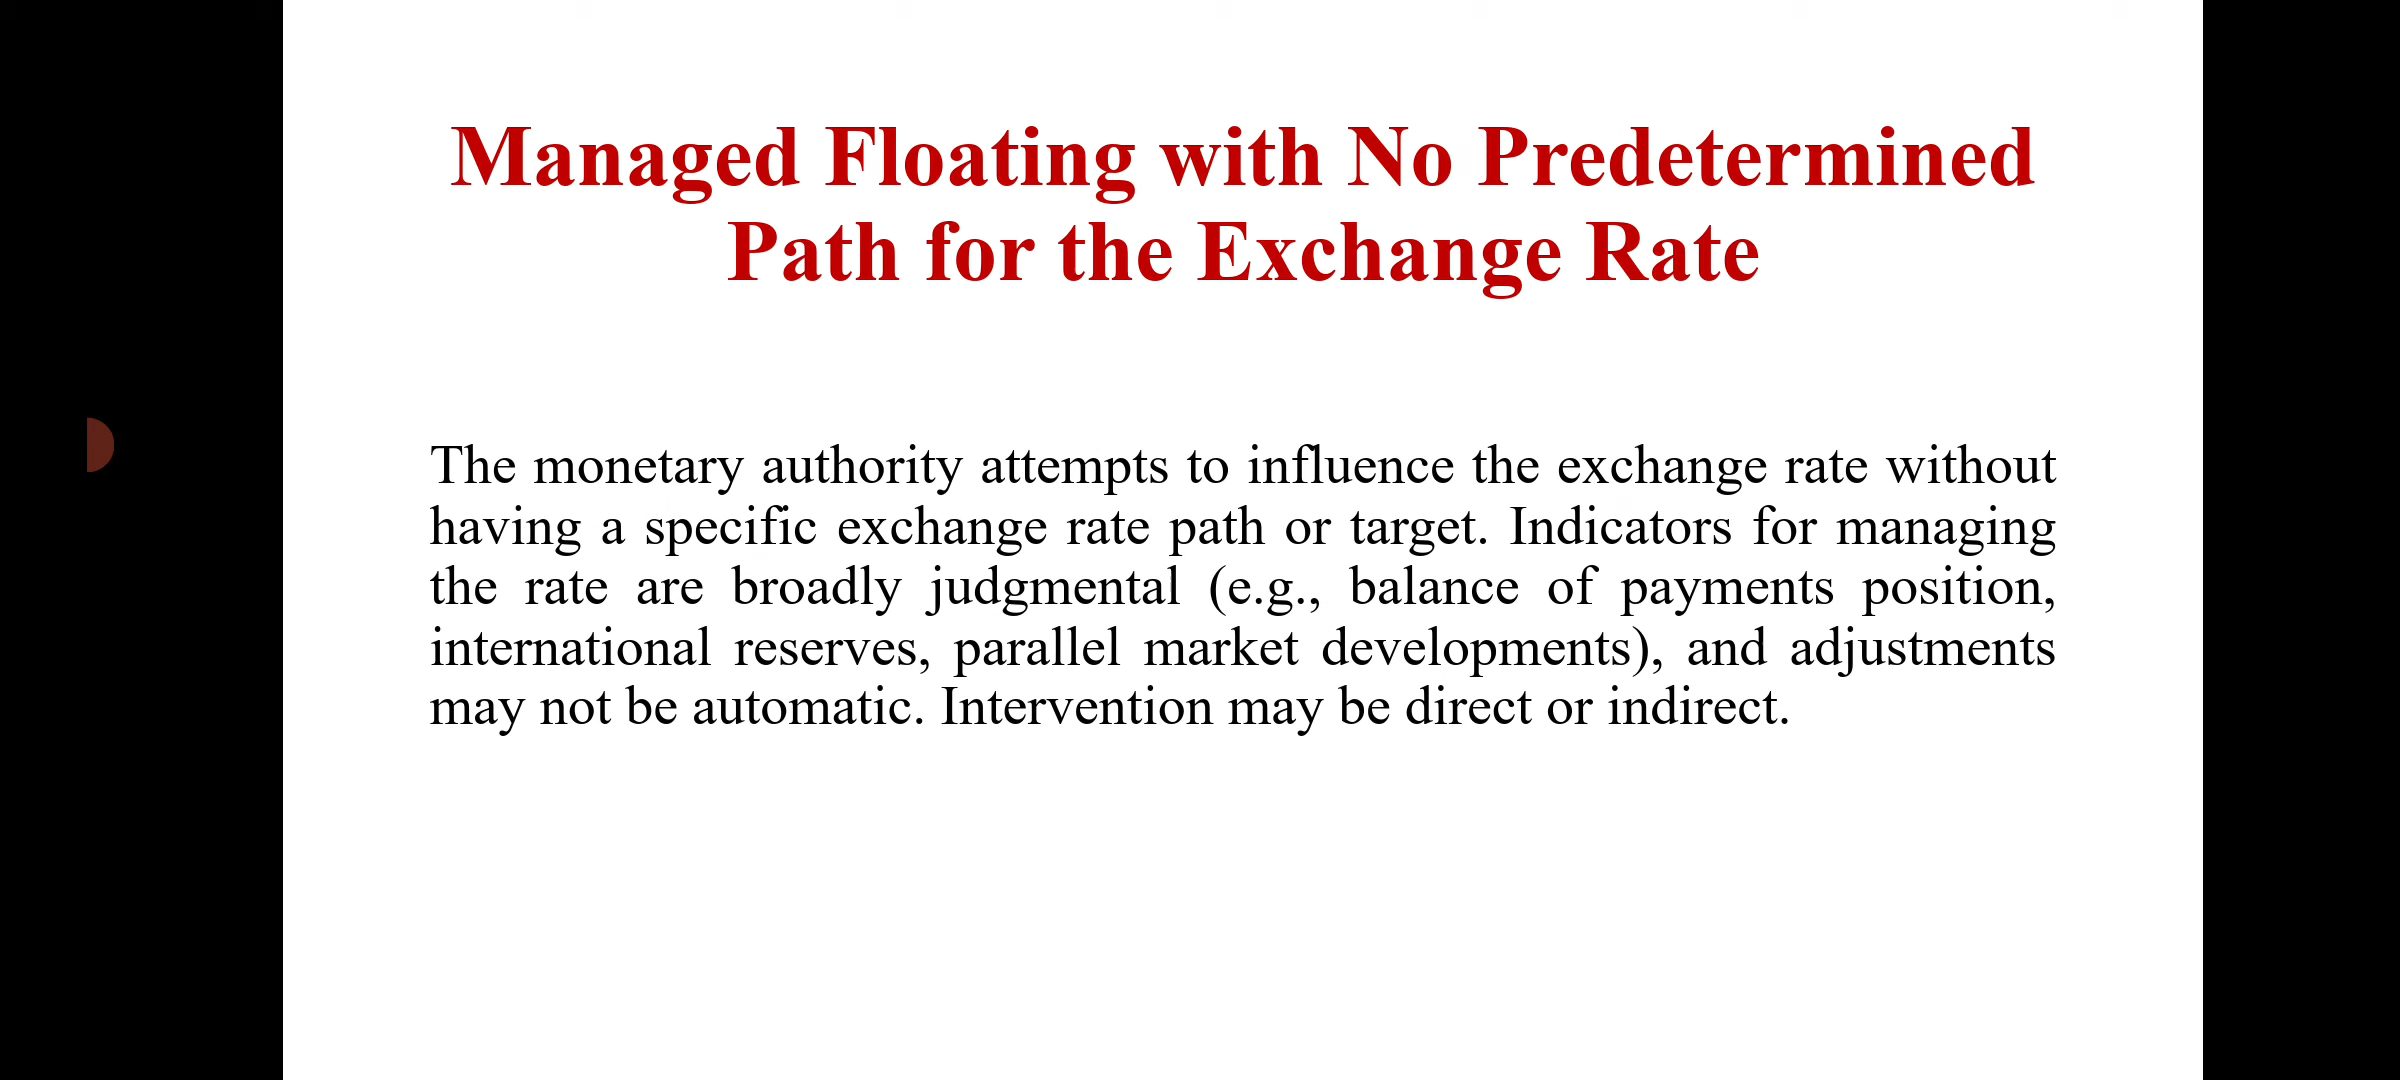 Managed Floating with No Predetermined
Path for the Exchange Rate
The monetary authority attempts to influence the exchange rate without
having a specific exchange rate path or target. Indicators for managing
the rate are broadly judgmental (e.g., balance of payments position,
international reserves, parallel market developments), and adjustments
may not be automatic. Intervention may be direct or indirect.